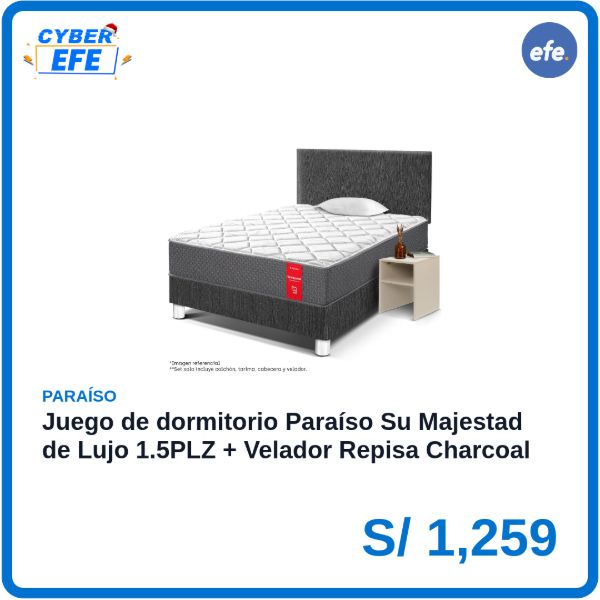 CYBER
EFE
efe.
*Imagen referencial
**Set sólo incluye colchón, tarima, cabecera y velador.
PARAÍSO
Juego de dormitorio Paraíso Su Majestad
de Lujo 1.5PLZ + Velador Repisa Charcoal
S/ 1,259